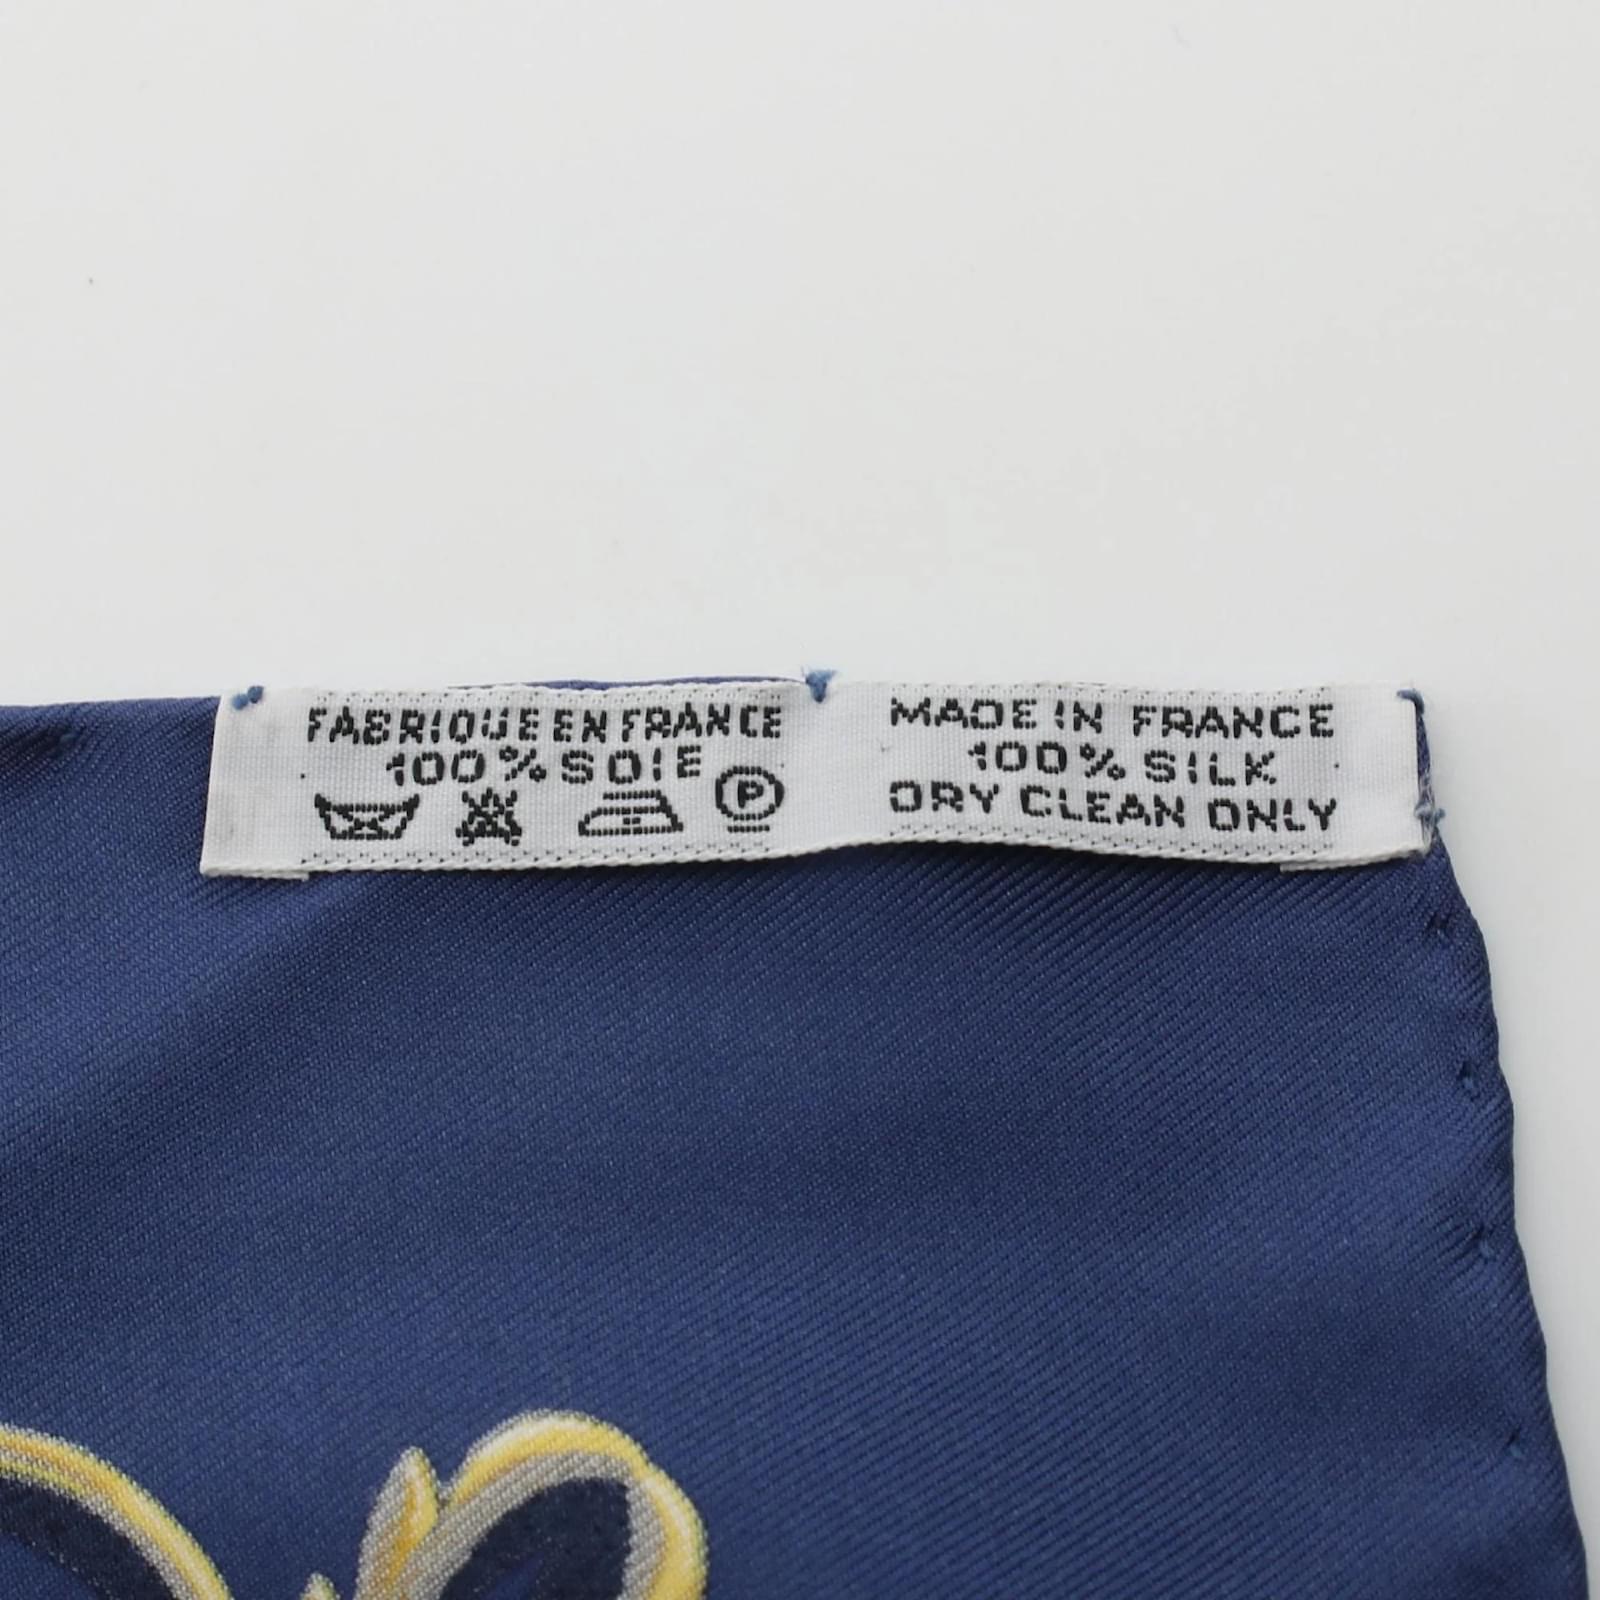 FABRIQUE EN FRANCE
100% SOIE
P
MADE IN FRANCE
100% SILK
DRY CLEAN ONLY